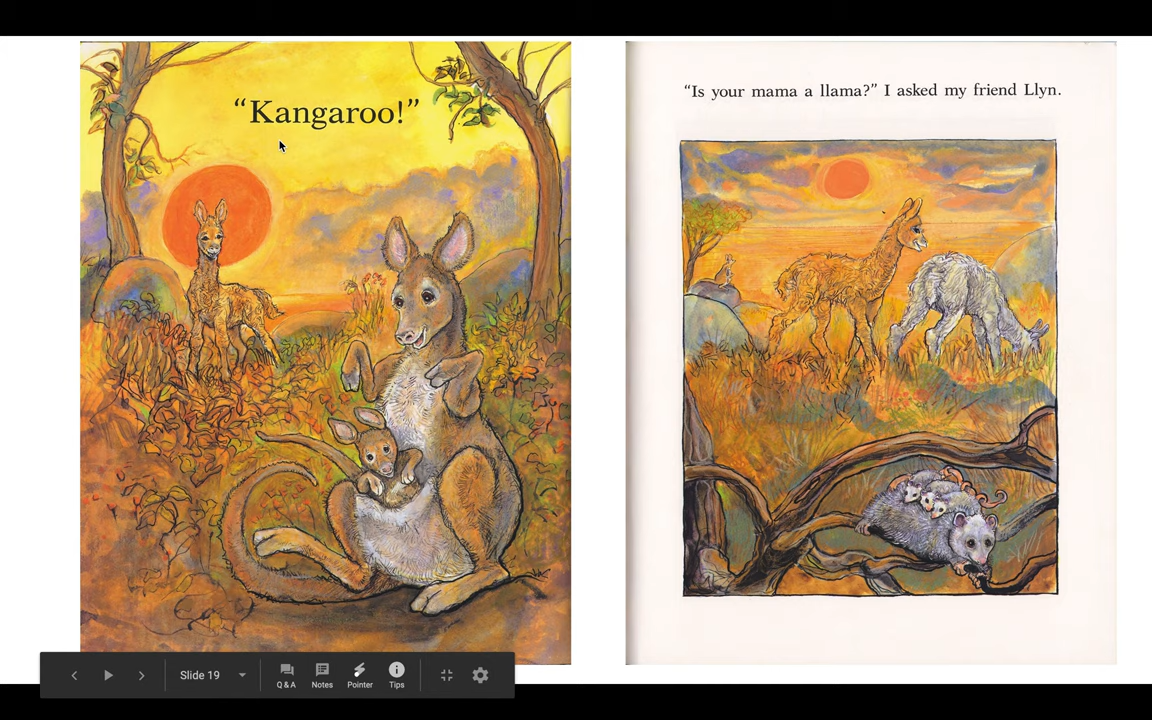 “Kangaroo!”
“Is your mama a llama?” I asked my friend Llyn.
Slide 19
Q & A
Notes
Pointer
Tips